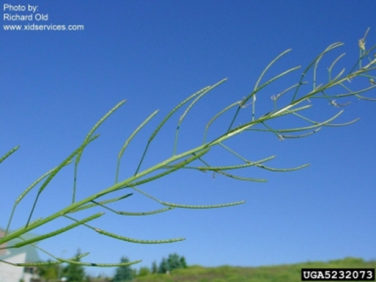 Photo by:
Richard Old
www.xidservices.com
UGA5232073